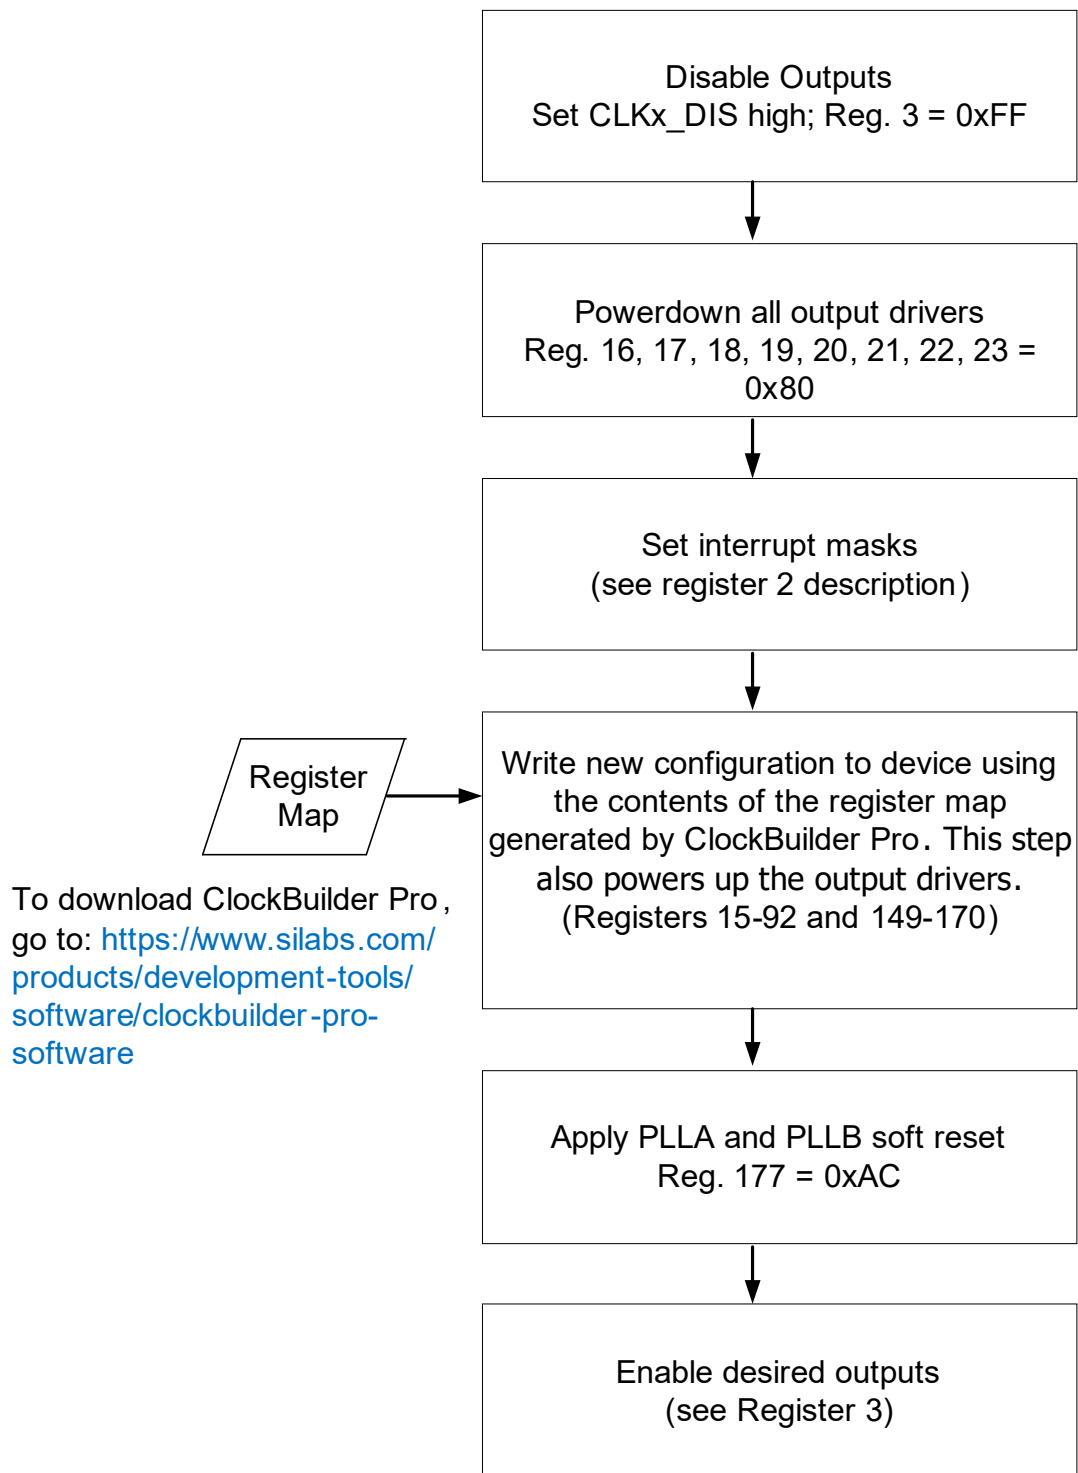 Disable Outputs
Set CLKx_DIS high; Reg. 3 = 0xFF
Powerdown all output drivers
Reg. 16, 17, 18, 19, 20, 21, 22, 23 =
0x80
Set interrupt masks
(see register 2 description)
Register
Map
Write new configuration to device using
the contents of the register map
generated by ClockBuilder Pro. This step
also powers up the output drivers.
(Registers 15-92 and 149-170)
To download ClockBuilder Pro,
go to: https://www.silabs.com/
products/development-tools/
software/clockbuilder-pro-
software
Apply PLLA and PLLB soft reset
Reg. 177 = 0xAC
Enable desired outputs
(see Register 3)